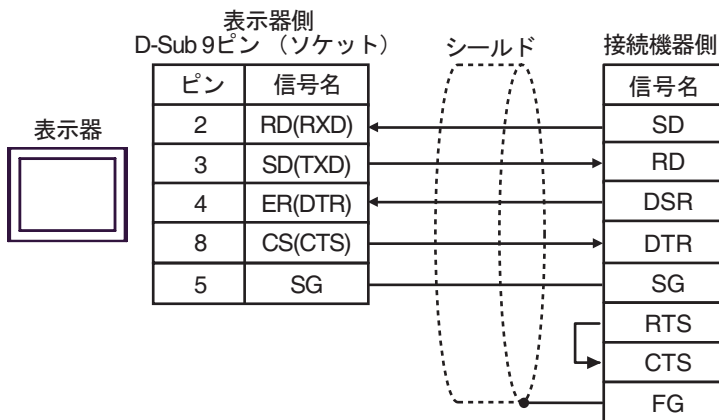 表示器側
D-Sub 9ピン （ソケット）
シールド
接続機器側
表示器
ピン 信号名 信号名
2 RD(RXD) SD
3 SD(TXD) RD
4 ER(DTR) DSR
8 CS(CTS) DTR
5 SG SG
RTS
CTS
FG